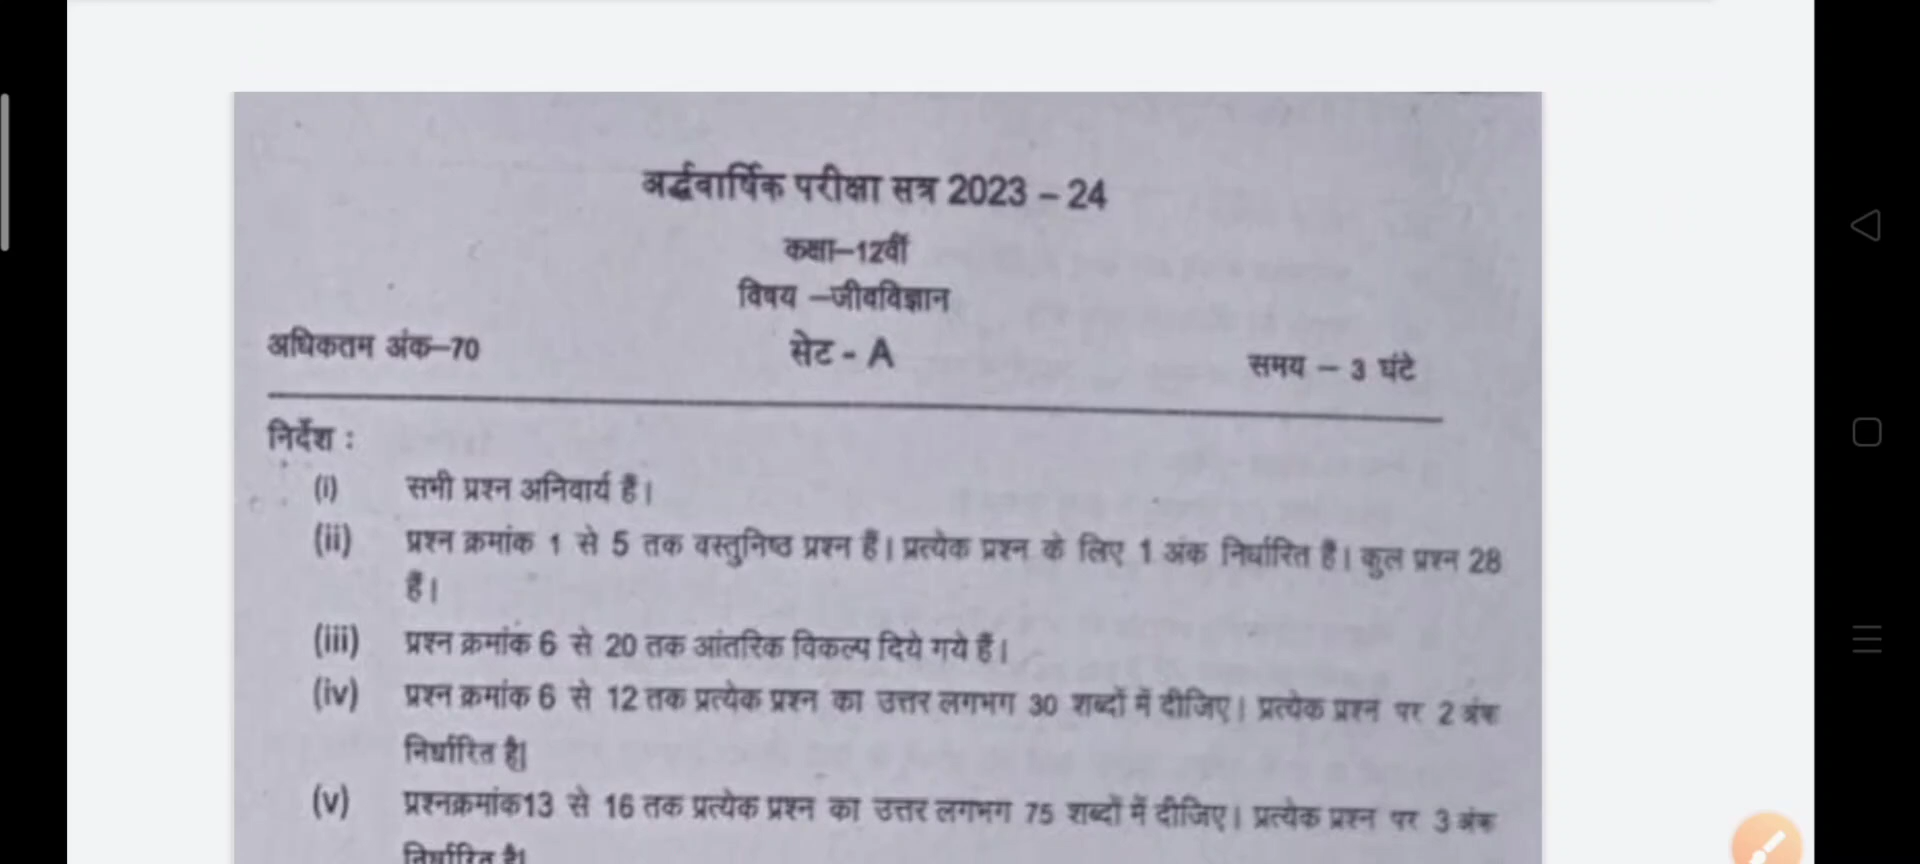 अर्द्धवार्षिक परीक्षा सत्र 2023 – 24
कक्षा–12वीं
विषय –जीवविज्ञान
अधिकतम अंक–70 सेट - A समय – 3 घंटे
निर्देश :
(i) सभी प्रश्न अनिवार्य हैं।
(ii) प्रश्न क्रमांक 1 से 5 तक वस्तुनिष्ठ प्रश्न हैं। प्रत्येक प्रश्न के लिए 1 अंक निर्धारित है। कुल प्रश्न 28
हैं।
(iii) प्रश्न क्रमांक 6 से 20 तक आंतरिक विकल्प दिये गये हैं।
(iv) प्रश्न क्रमांक 6 से 12 तक प्रत्येक प्रश्न का उत्तर लगभग 30 शब्दों में दीजिए। प्रत्येक प्रश्न पर 2 अंक
निर्धारित है।
(v) प्रश्नक्रमांक13 से 16 तक प्रत्येक प्रश्न का उत्तर लगभग 75 शब्दों में दीजिए। प्रत्येक प्रश्न पर 3 अंक
निर्धारित है।